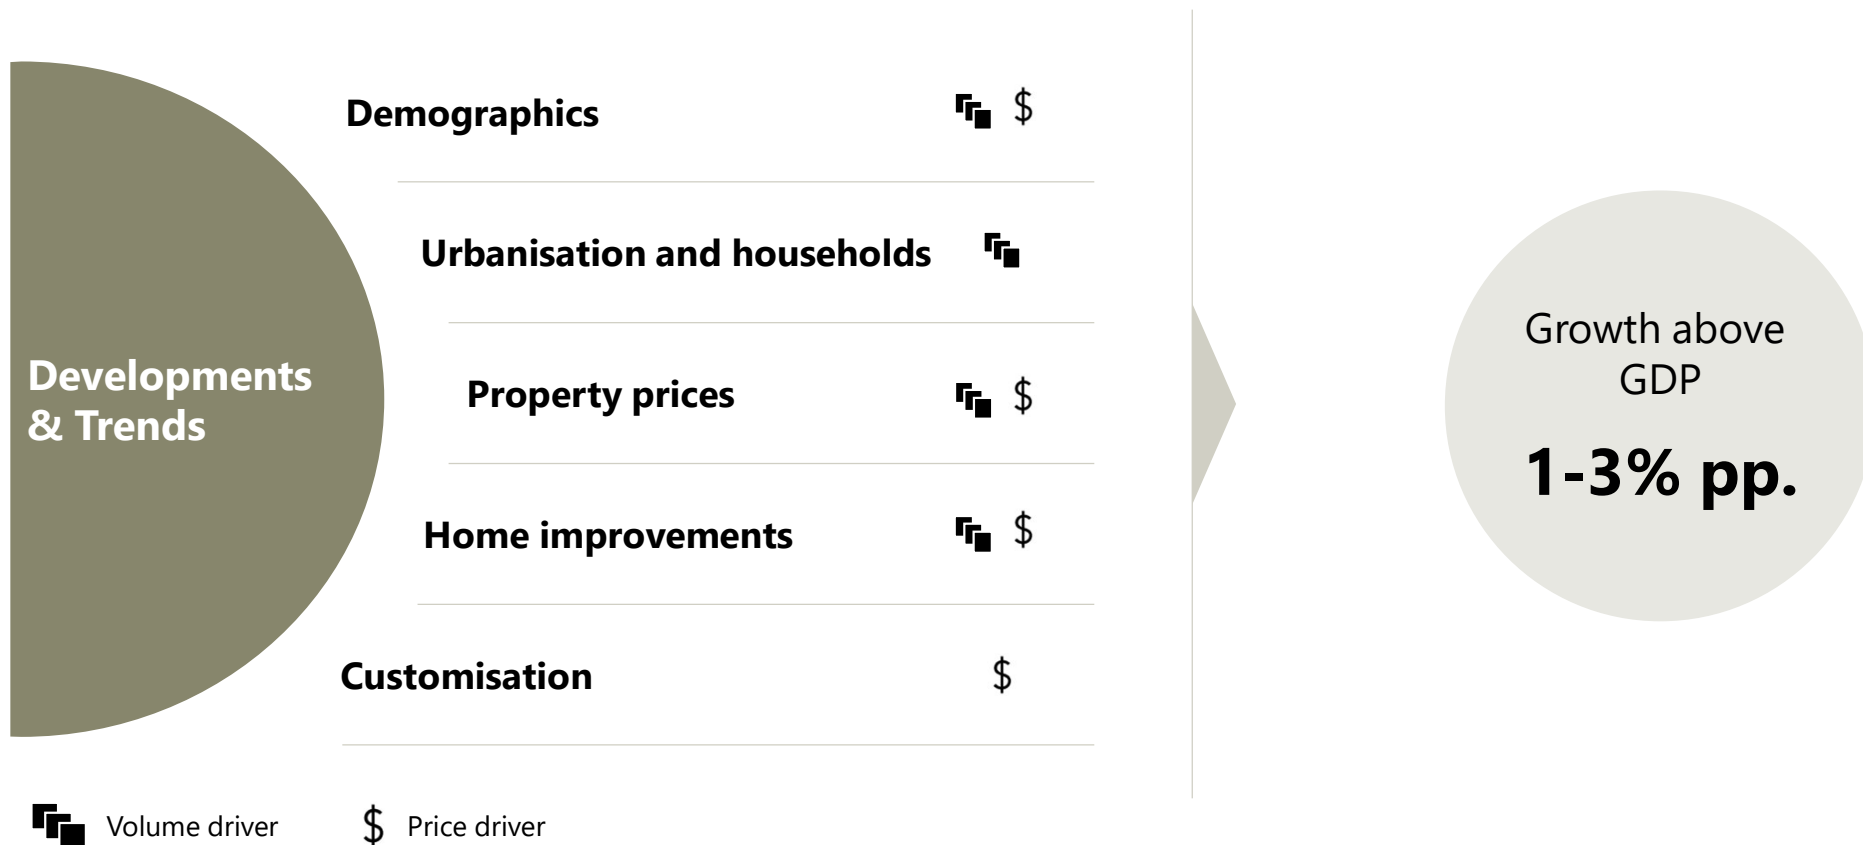 Developments
& Trends
Demographics
$
Urbanisation and households
Property prices
$
Home improvements
$
Customisation
$
Growth above
GDP
1-3% pp.
Volume driver
$ Price driver